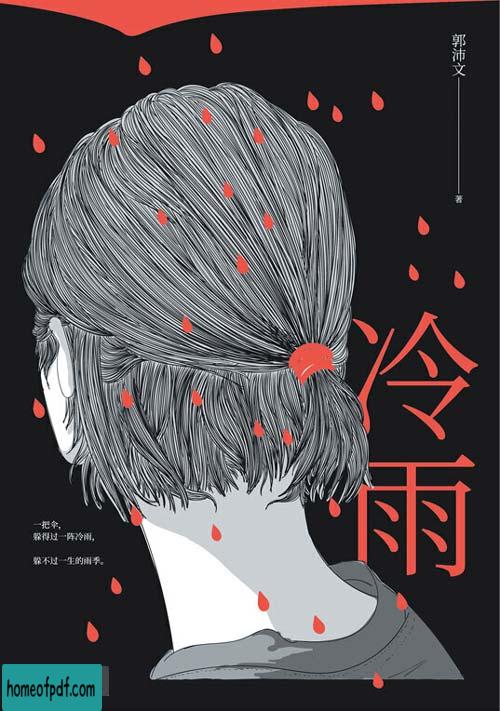 郭沛文
著
冷雨
一把伞，
躲得过一阵冷雨，
躲不过一生的雨季。
homeofpdf.com